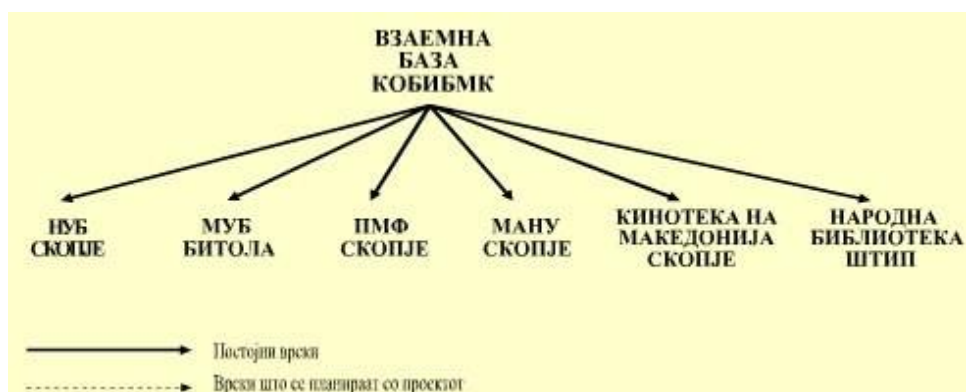 ВЗАЕМНА
БАЗА
КОБИБМК
НУБ
СКОПЈЕ
МУБ
БИТОЛА
ПМФ
СКОПЈЕ
МАНУ
СКОПЈЕ
КИНОТЕКА НА
МАКЕДОНИЈА
СКОПЈЕ
НАРОДНА
БИБЛИОТЕКА
ШТИП
Постојни врски
Врски што се планираат со проектот